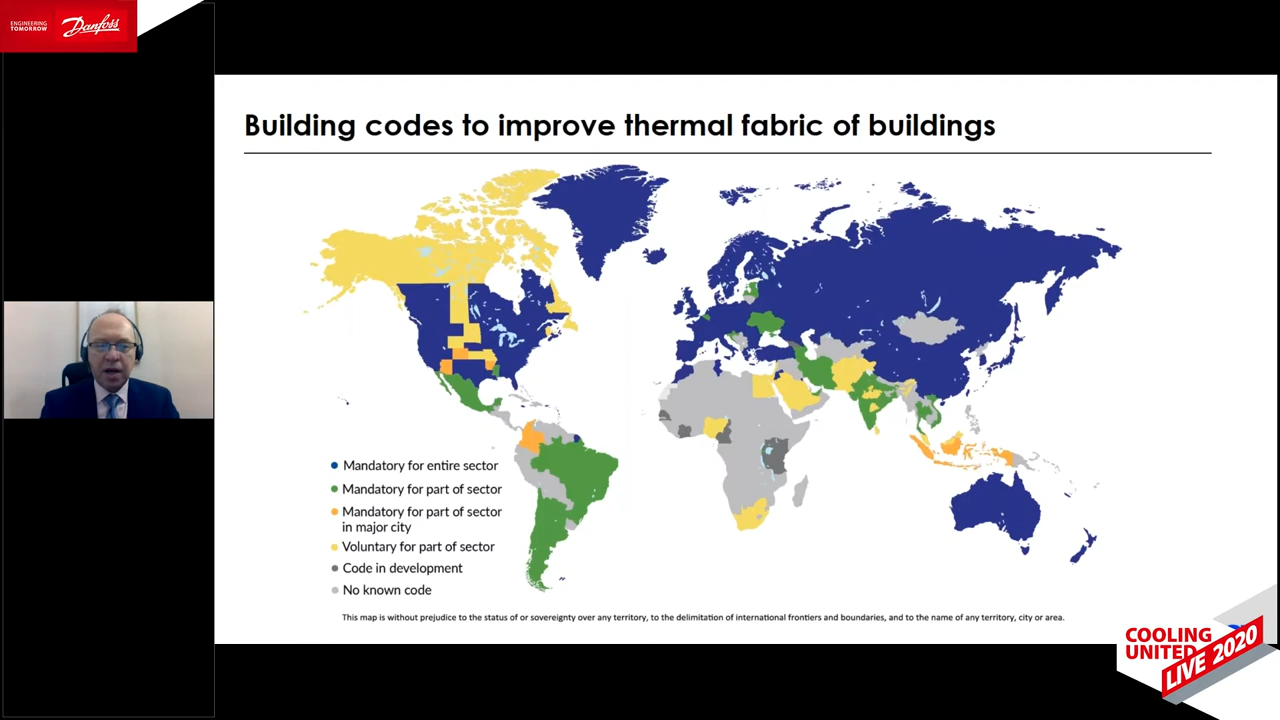 ENGINEERING
TOMORROW
Danfoss
Building codes to improve thermal fabric of buildings
Mandatory for entire sector
Mandatory for part of sector
Mandatory for part of sector
in major city
Voluntary for part of sector
Code in development
No known code
This map is without prejudice to the status of or sovereignty over any territory, to the delimitation of international frontiers and boundaries, and to the name of any territory, city or area.
COOLING
UNITED
LIVE 2020